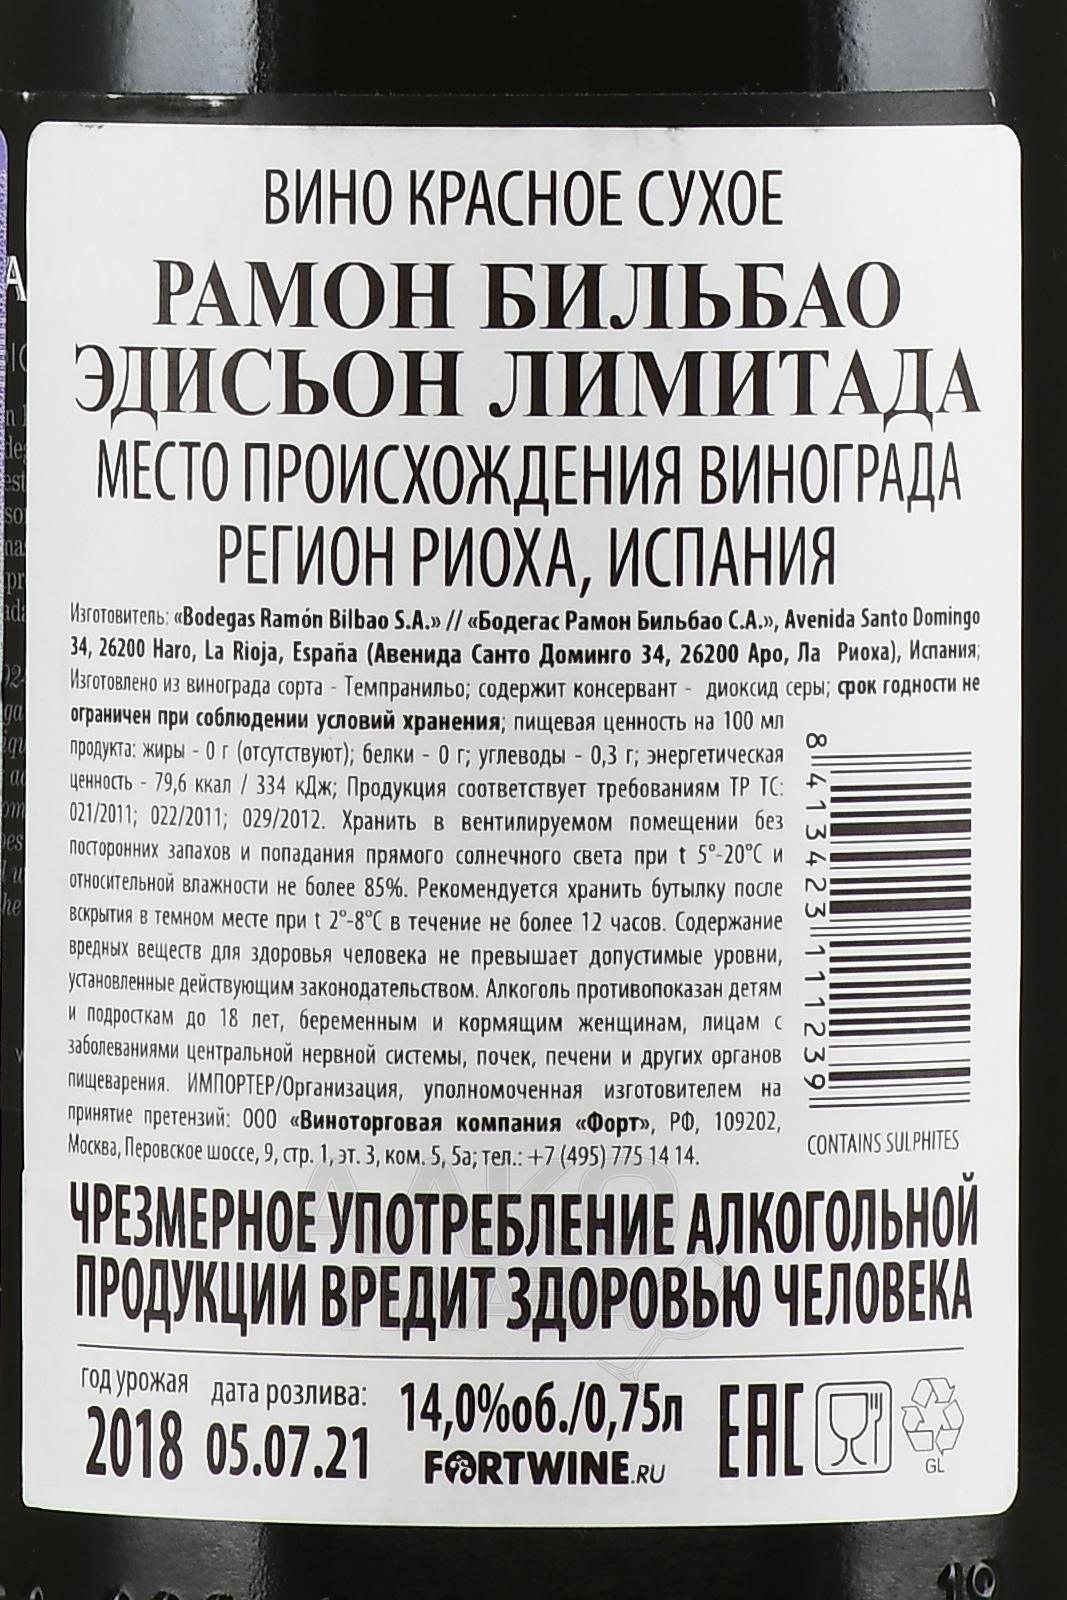 ВИНО КРАСНОЕ СУХОЕ
РАМОН БИЛЬБАО
ЭДИСЬОН ЛИМИТАДА
МЕСТО ПРОИСХОЖДЕНИЯ ВИНОГРАДА
РЕГИОН РИОХА, ИСПАНИЯ
Изготовитель: «Bodegas Ramón Bilbao S.A.» // «Бодегас Рамон Бильбао С.А.», Avenida Santo Domingo
34, 26200 Haro, La Rioja, España (Авенида Санто Доминго 34, 26200 Аро, Ла Риоха), Испания;
Изготовлено из винограда сорта - Темпранильо; содержит консервант - диоксид серы; срок годности не
ограничен при соблюдении условий хранения; пищевая ценность на 100 мл
продукта: жиры - 0 г (отсутствуют); белки - 0 г; углеводы - 0,3 г; энергетическая
ценность - 79,6 ккал / 334 кДж; Продукция соответствует требованиям ТР ТС:
021/2011; 022/2011; 029/2012. Хранить в вентилируемом помещении без
посторонних запахов и попадания прямого солнечного света при t 5°-20°С и
относительной влажности не более 85%. Рекомендуется хранить бутылку после
вскрытия в темном месте при t 2°-8°С в течение не более 12 часов. Содержание
вредных веществ для здоровья человека не превышает допустимые уровни,
установленные действующим законодательством. Алкоголь противопоказан детям
и подросткам до 18 лет, беременным и кормящим женщинам, лицам с
заболеваниями центральной нервной системы, почек, печени и других органов
пищеварения. ИМПОРТЕР/Организация, уполномоченная изготовителем на
принятие претензий: ООО «Виноторговая компания «Форт», РФ, 109202,
Москва, Перовское шоссе, 9, стр. 1, эт. 3, ком. 5, 5а; тел.: +7 (495) 775 14 14.
8 413423 111239
CONTAINS SULPHITES
ЧРЕЗМЕРНОЕ УПОТРЕБЛЕНИЕ АЛКОГОЛЬНОЙ
ПРОДУКЦИИ ВРЕДИТ ЗДОРОВЬЮ ЧЕЛОВЕКА
год урожая дата розлива:
2018 05.07.21
14,0%об./0,75л
FORTWINE.RU
EAC
GL